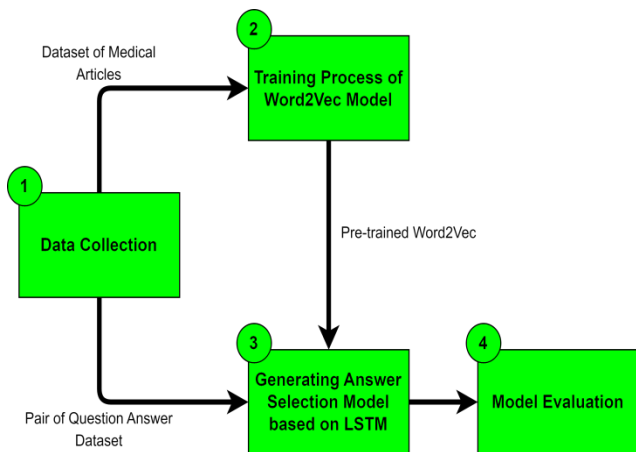 Dataset of Medical
Articles
2
Training Process of
Word2Vec Model
1
Data Collection
Pre-trained Word2Vec
3
Generating Answer
Selection Model
based on LSTM
4
Model Evaluation
Pair of Question Answer
Dataset